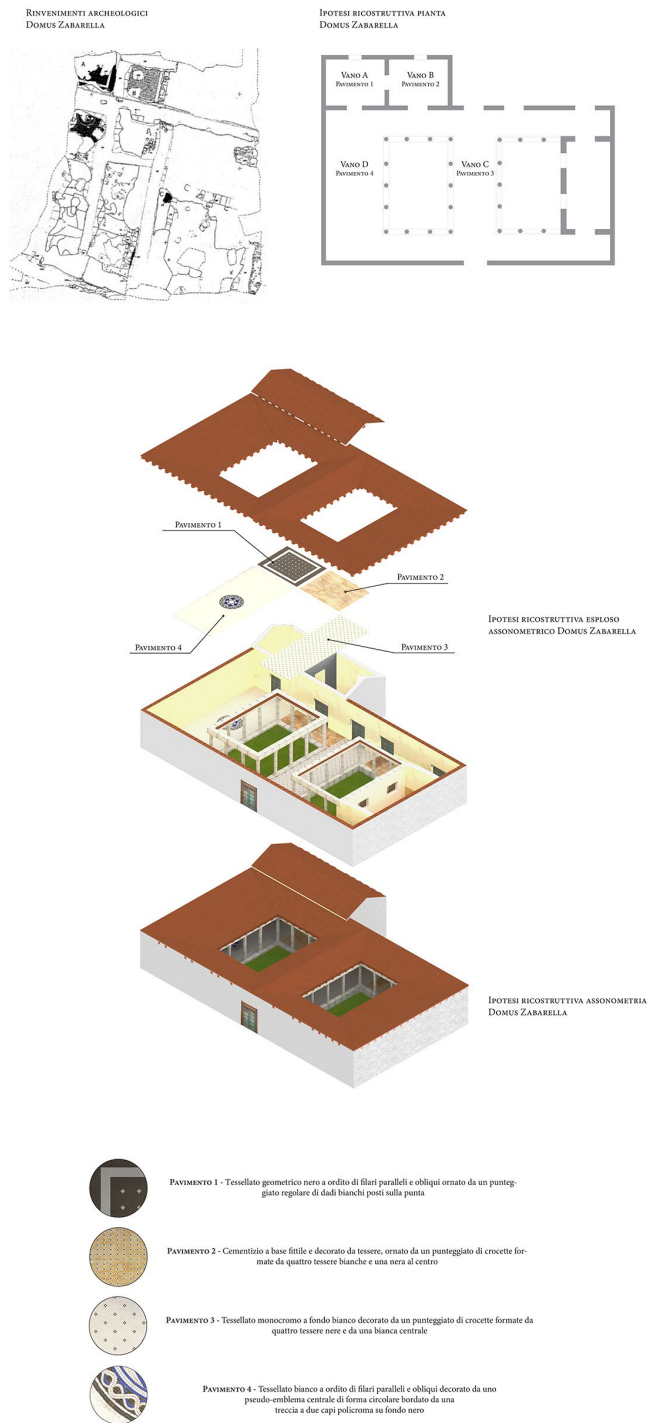 Rinvenimenti archeologici
Domus Zabarella
Ipotesi ricostruttiva pianta
Domus Zabarella
A
Vano A
Pavimento 1
Vano B
Pavimento 2
Vano D
Pavimento 4
Vano C
Pavimento 3
Pavimento 1
Pavimento 2
Pavimento 4
Pavimento 3
Ipotesi ricostruttiva esploso
assonometrico Domus Zabarella
Ipotesi ricostruttiva assonometria
Domus Zabarella
Pavimento 1 - Tessellato geometrico nero a ordito di filari paralleli e obliqui ornato da un punteg-
giato regolare di dadi bianchi posti sulla punta
Pavimento 2 - Cementizio a base fittile e decorato da tessere, ornato da un punteggiato di crocette for-
mate da quattro tessere bianche e una nera al centro
Pavimento 3 - Tessellato monocromo a fondo bianco decorato da un punteggiato di crocette formate da
quattro tessere nere e da una bianca centrale
Pavimento 4 - Tessellato bianco a ordito di filari paralleli e obliqui decorato da uno
pseudo-emblema centrale di forma circolare bordato da una
treccia a due capi policroma su fondo nero